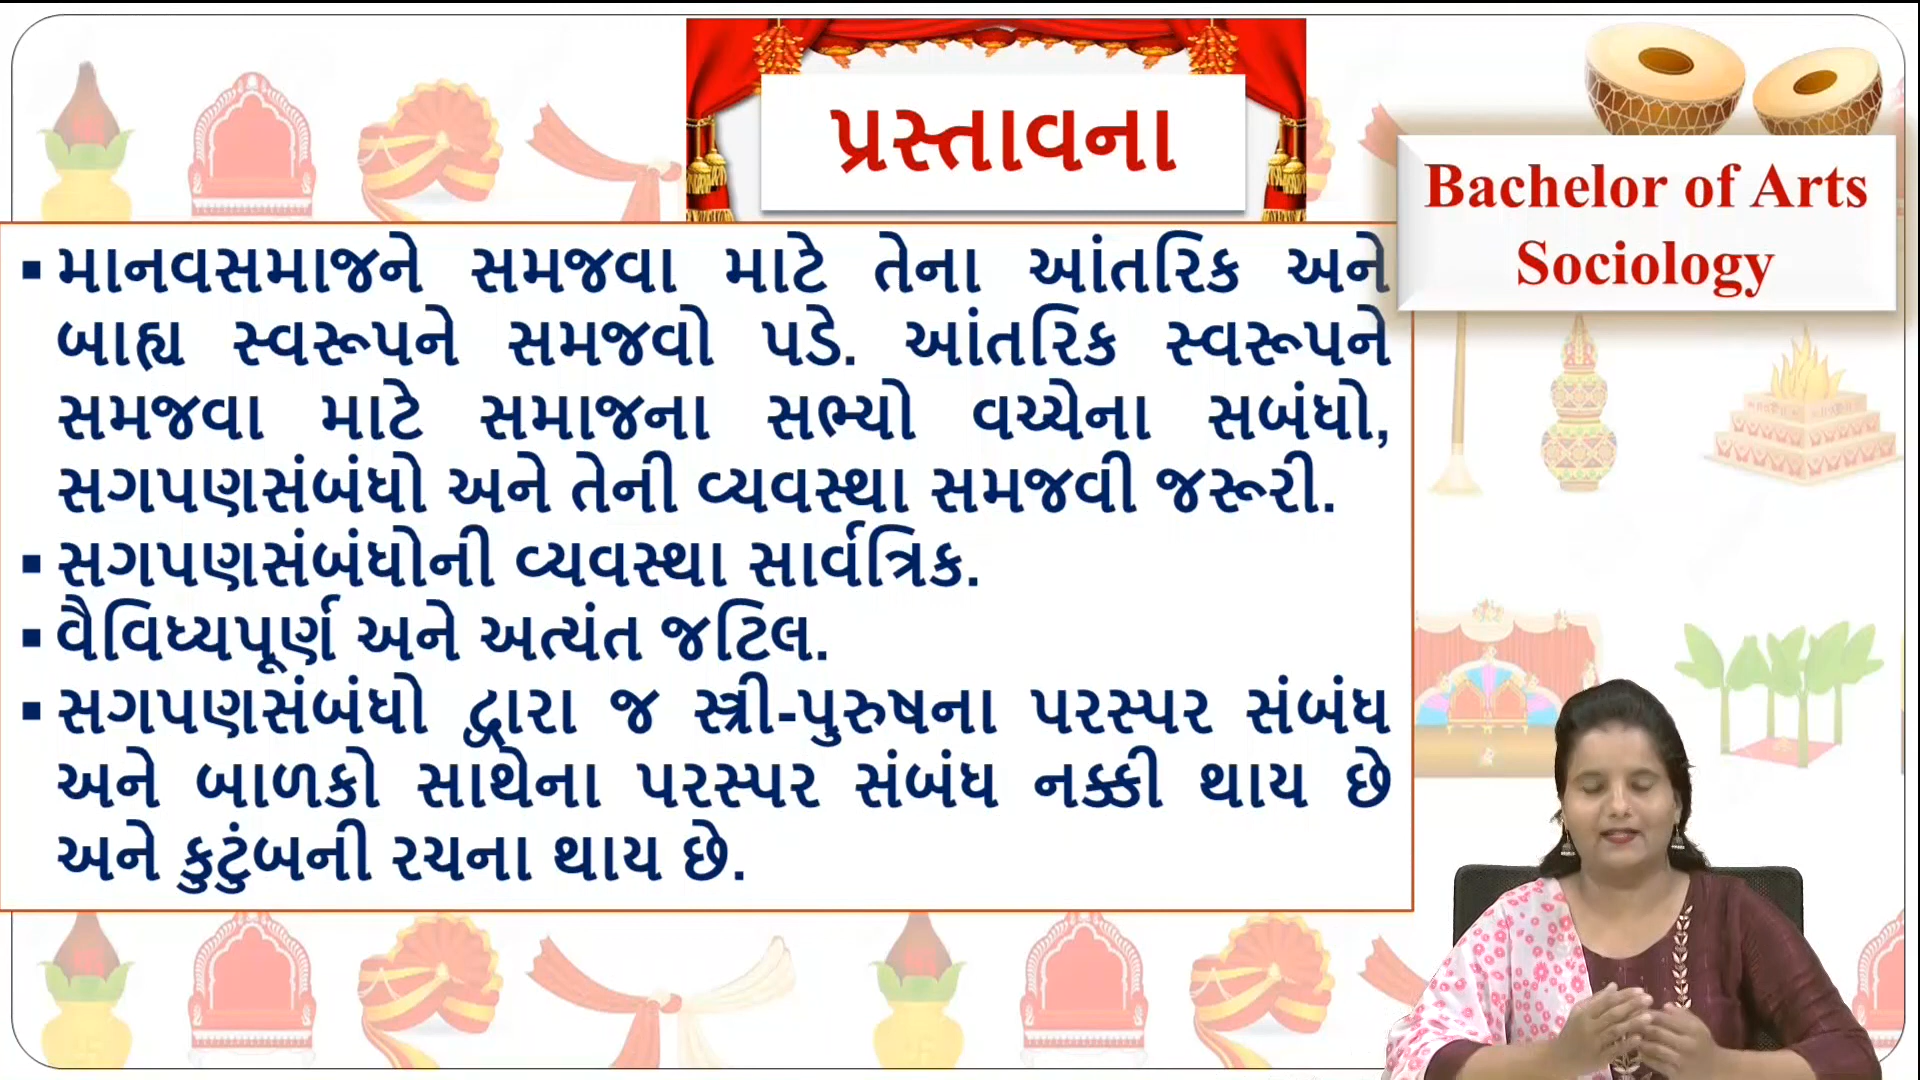 પ્રસ્તાવના
Bachelor of Arts
Sociology
▪ માનવસમાજને સમજવા માટે તેના આંતરિક અને
બાહ્ય સ્વરૂપને સમજવો પડે. આંતરિક સ્વરૂપને
સમજવા માટે સમાજના સભ્યો વચ્ચેના સબંધો,
સગપણસંબંધો અને તેની વ્યવસ્થા સમજવી જરૂરી.
▪ સગપણસંબંધોની વ્યવસ્થા સાર્વત્રિક.
▪ વૈવિધ્યપૂર્ણ અને અત્યંત જટિલ.
▪ સગપણસંબંધો દ્વારા જ સ્ત્રી-પુરુષના પરસ્પર સંબંધ
અને બાળકો સાથેના પરસ્પર સંબંધ નક્કી થાય છે
અને કુટુંબની રચના થાય છે.